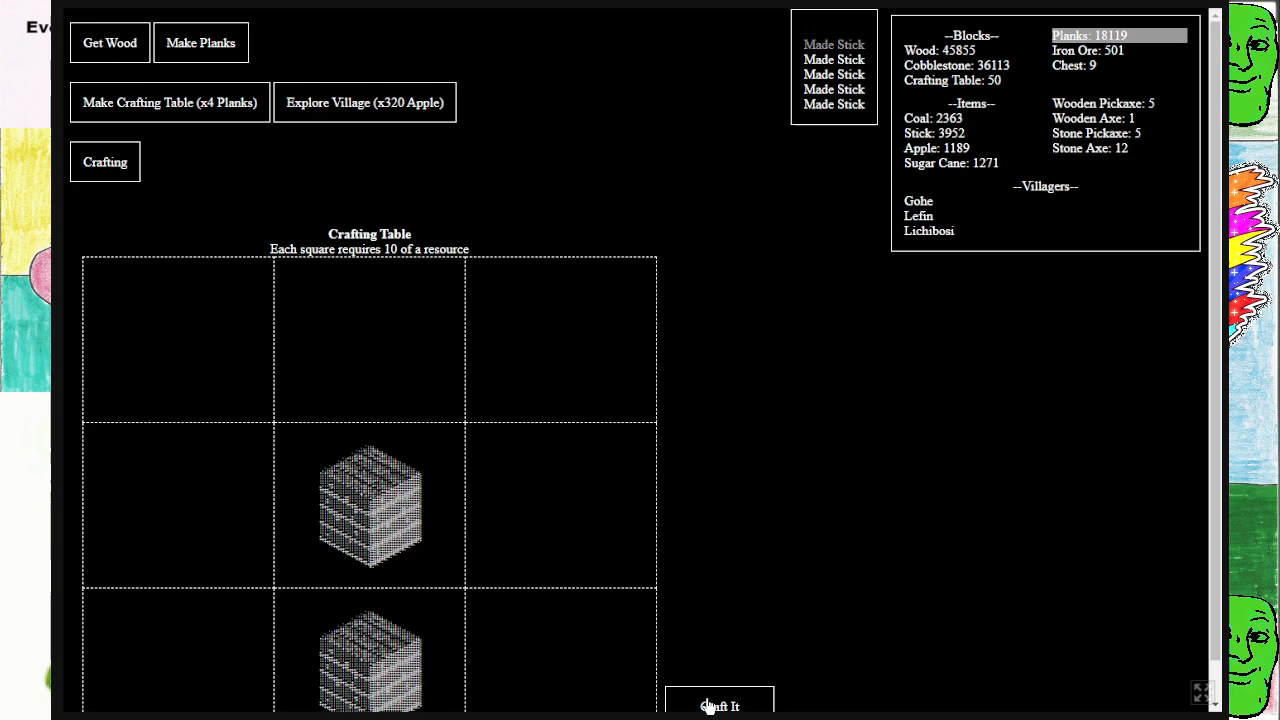 Get Wood
Make Planks
Make Crafting Table (x4 Planks)
Explore Village (x320 Apple)
Crafting
Crafting Table
Each square requires 10 of a resource
Made Stick
Made Stick
Made Stick
Made Stick
Made Stick
--Blocks--
Planks: 18119
Wood: 45855
Iron Ore: 501
Cobblestone: 36113
Chest: 9
Crafting Table: 50
--Items--
Wooden Pickaxe: 5
Coal: 2363
Wooden Axe: 1
Stick: 3952
Stone Pickaxe: 5
Apple: 1189
Stone Axe: 12
Sugar Cane: 1271
--Villagers--
Gohe
Lefin
Lichibosi
Craft It